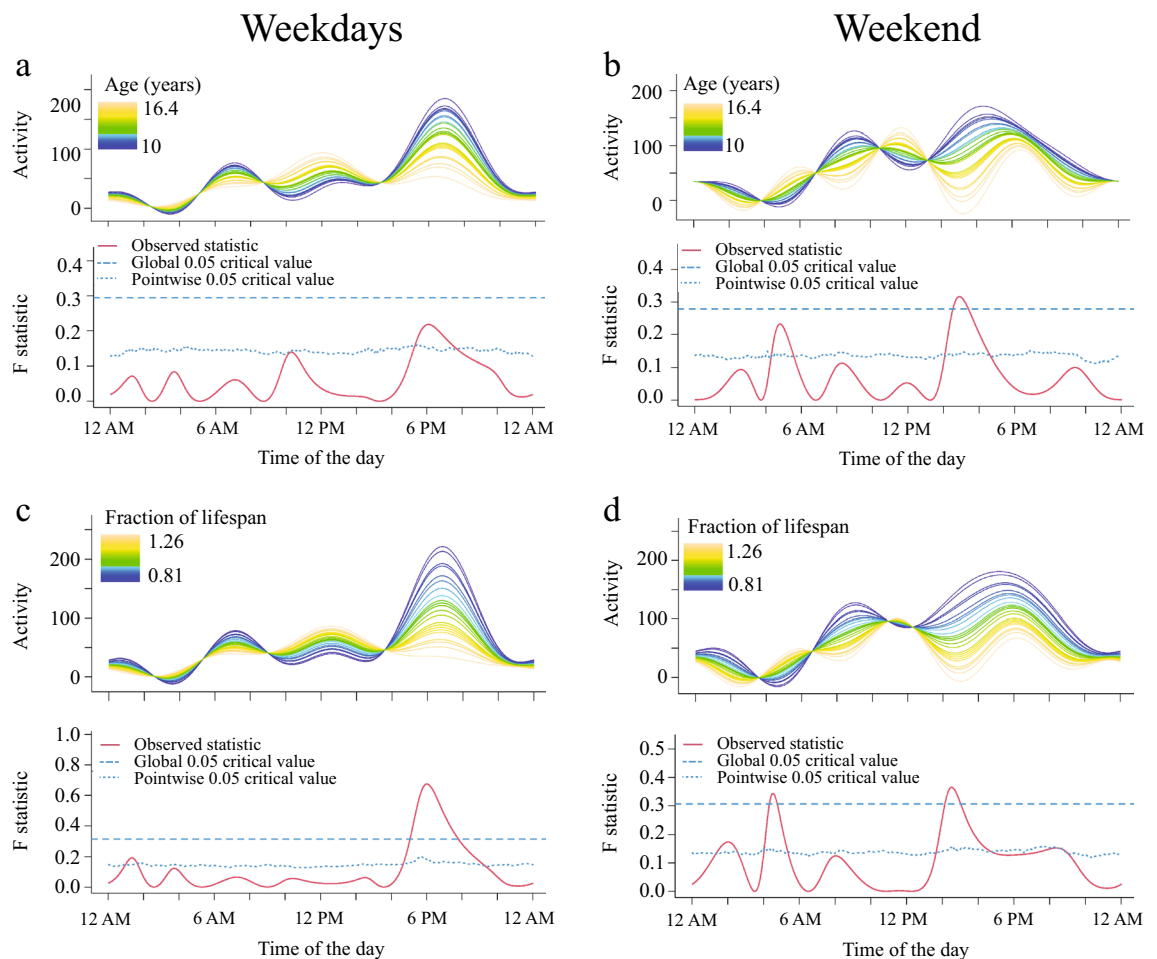 Weekdays
Weekend
a
Age (years)
16.4
10
Activity
200
100
0
Observed statistic
Global 0.05 critical value
Pointwise 0.05 critical value
F statistic
0.4
0.3
0.2
0.1
0.0
12 AM 6 AM 12 PM 6 PM 12 AM
Time of the day
b
Age (years)
16.4
10
Activity
200
100
0
Observed statistic
Global 0.05 critical value
Pointwise 0.05 critical value
F statistic
0.4
0.3
0.2
0.1
0.0
12 AM 6 AM 12 PM 6 PM 12 AM
Time of the day
c
Fraction of lifespan
1.26
0.81
Activity
200
100
0
Observed statistic
Global 0.05 critical value
Pointwise 0.05 critical value
F statistic
1.0
0.8
0.6
0.4
0.2
0.0
12 AM 6 AM 12 PM 6 PM 12 AM
Time of the day
d
Fraction of lifespan
1.26
0.81
Activity
200
100
0
Observed statistic
Global 0.05 critical value
Pointwise 0.05 critical value
F statistic
0.5
0.4
0.3
0.2
0.1
0.0
12 AM 6 AM 12 PM 6 PM 12 AM
Time of the day